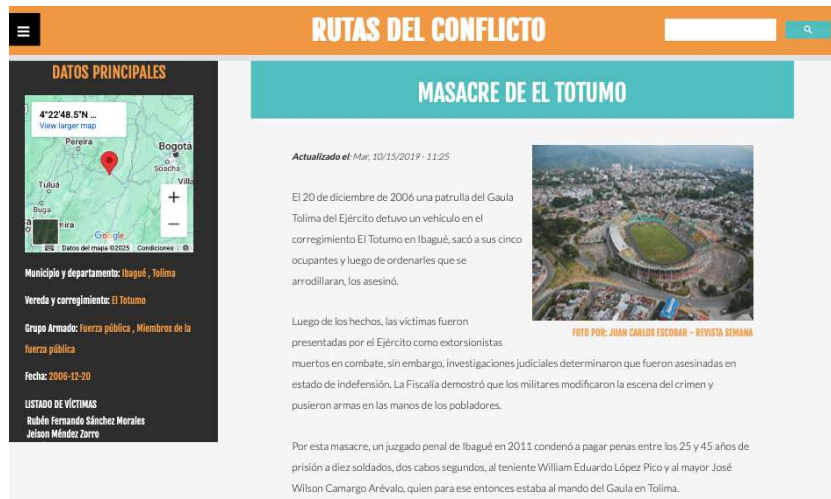 RUTAS DEL CONFLICTO
DATOS PRINCIPALES
4°22'48.5"N ...
View larger map
Pereira
Bogotá
Soacha
Tuluá
Villa
Buga
mira
Google
Datos del mapa ©2025 Condiciones
Municipio y departamento: Ibagué , Tolima
Vereda y corregimiento: El Totumo
Grupo Armado: Fuerza pública , Miembros de la
fuerza pública
Fecha: 2006-12-20
LISTADO DE VÍCTIMAS
Rubén Fernando Sánchez Morales
Jeison Méndez Zorro
MASACRE DE EL TOTUMO
Actualizado el: Mar, 10/15/2019 - 11:25
El 20 de diciembre de 2006 una patrulla del Gaula
Tolima del Ejército detuvo un vehículo en el
corregimiento El Totumo en Ibagué, sacó a sus cinco
ocupantes y luego de ordenarles que se
arrodillaran, los asesinó.
FOTO POR: JUAN CARLOS ESCOBAR - REVISTA SEMANA
Luego de los hechos, las víctimas fueron
presentadas por el Ejército como extorsionistas
muertos en combate, sin embargo, investigaciones judiciales determinaron que fueron asesinadas en
estado de indefensión. La Fiscalía demostró que los militares modificaron la escena del crimen y
pusieron armas en las manos de los pobladores.
Por esta masacre, un juzgado penal de Ibagué en 2011 condenó a pagar penas entre los 25 y 45 años de
prisión a diez soldados, dos cabos segundos, al teniente William Eduardo López Pico y al mayor José
Wilson Camargo Arévalo, quien para ese entonces estaba al mando del Gaula en Tolima.